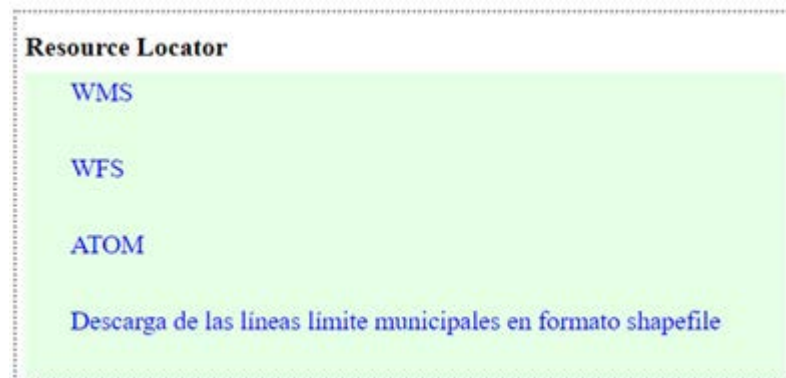 Resource Locator
WMS
WFS
ATOM
Descarga de las líneas límite municipales en formato shapefile